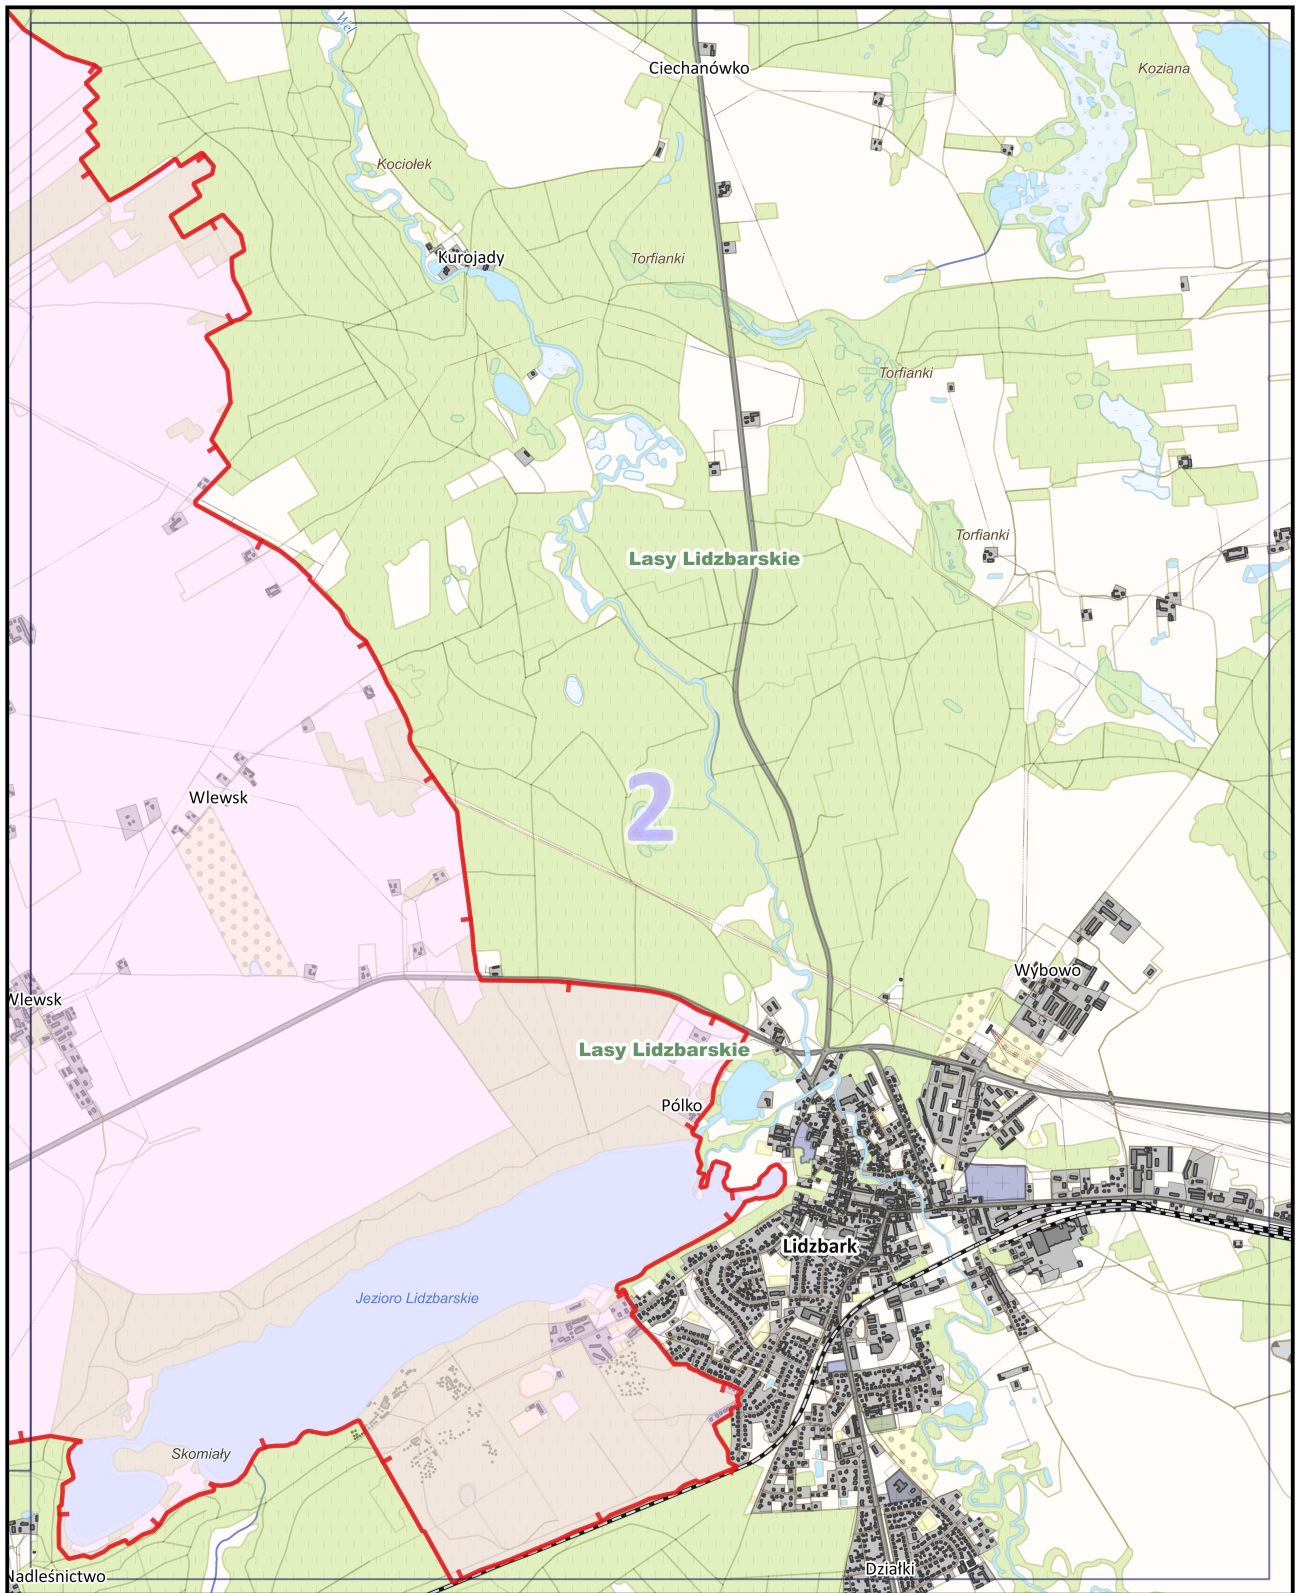 Wel
Ciechanówko
Koziana
Kociołek
Kurojady
Torfianki
Torfianki
Torfianki
Lasy Lidzbarskie
2
Wlewsk
Wybowo
Wlewsk
Lasy Lidzbarskie
Pólko
Lidzbark
Jezioro Lidzbarskie
Skomiały
Działki
Nadleśnictwo